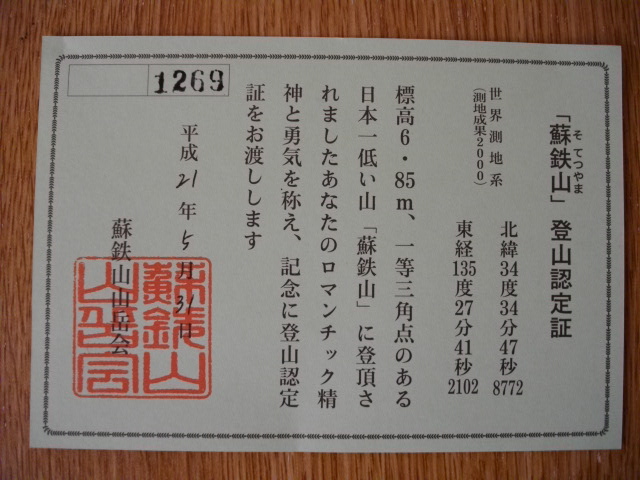 「蘇鉄山」登山認定証
そてつやま
北緯34度34分47秒8772
東経135度27分41秒2102
世界測地系
（測地成果2000）
標高6・85m、一等三角点のある
日本一低い山「蘇鉄山」に登頂さ
れましたあなたのロマンチック精
神と勇気を称え、記念に登山認定
証をお渡しします
平成21年5月31日
蘇鉄山山岳会
蘇鉄山山岳会
1269